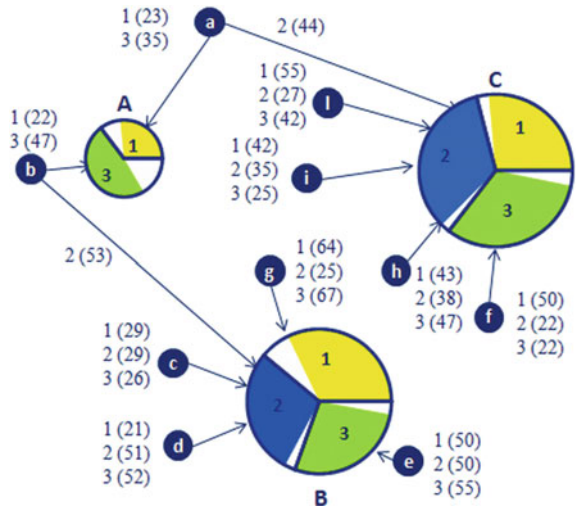 1 (23)
3 (35)
a
2 (44)
A
1
3
1 (22)
3 (47)
b
C
1
2
3
1 (55)
2 (27)
3 (42)
l
1 (42)
2 (35)
3 (25)
i
h
1 (43)
2 (38)
3 (47)
f
1 (50)
2 (22)
3 (22)
2 (53)
g
1 (64)
2 (25)
3 (67)
1 (29)
2 (29)
3 (26)
c
1 (21)
2 (51)
3 (52)
d
1
2
3
B
e
1 (50)
2 (50)
3 (55)